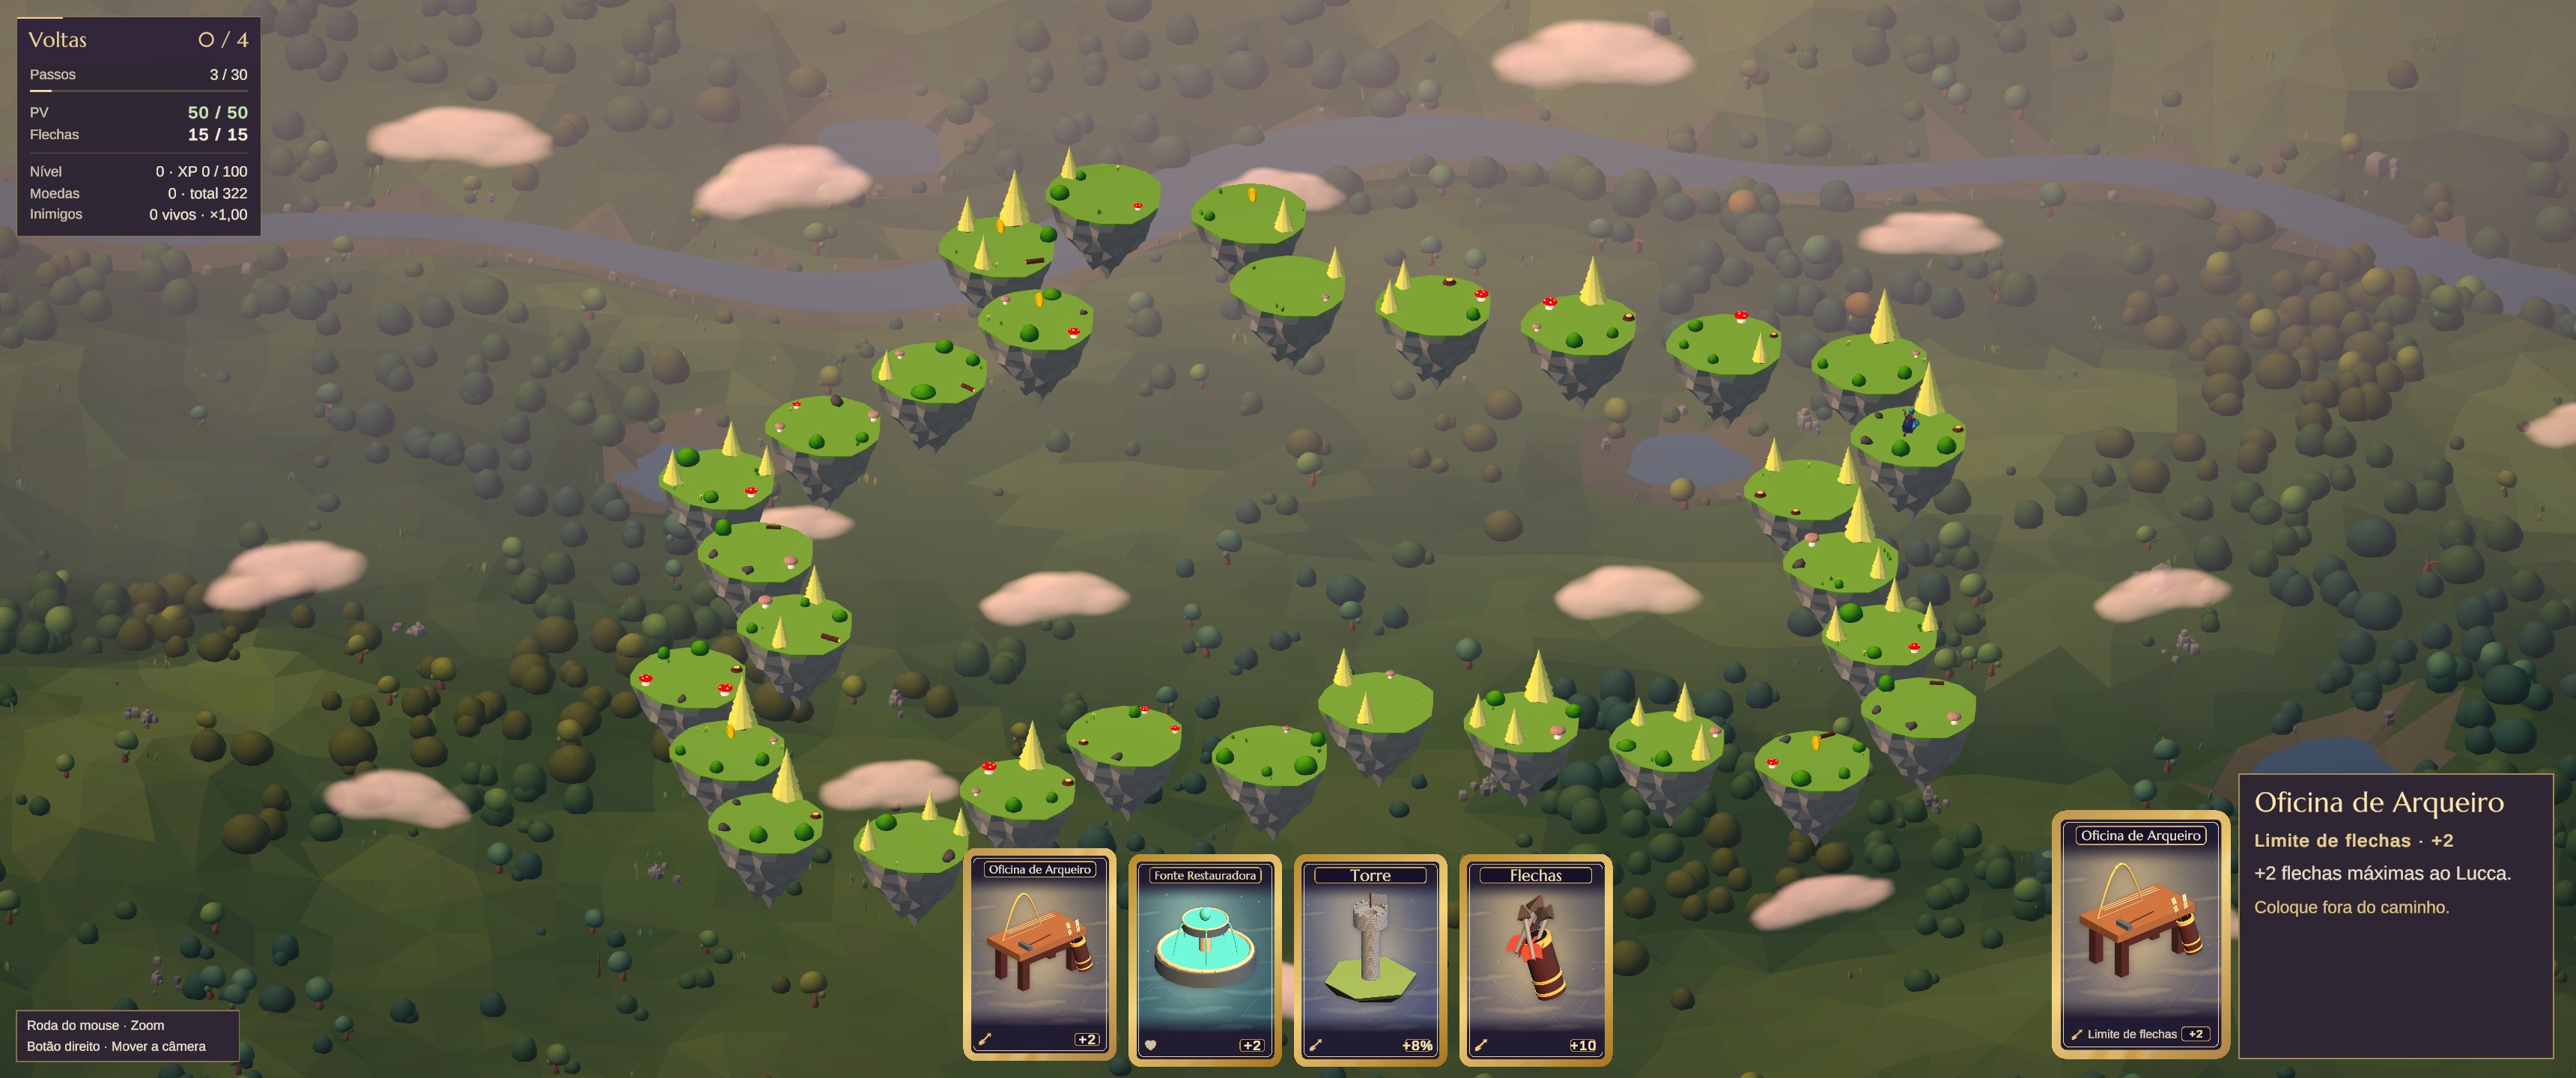 Voltas 0 / 4
Passos 3 / 30
PV 50 / 50
Flechas 15 / 15
Nível 0 · XP 0 / 100
Moedas 0 · total 322
Inimigos 0 vivos · ×1,00
Oficina de Arqueiro
+2
Fonte Restauradora
+2
Torre
+8%
Flechas
+10
Oficina de Arqueiro
Limite de flechas +2
Oficina de Arqueiro
Limite de flechas · +2
+2 flechas máximas ao Lucca.
Coloque fora do caminho.
Roda do mouse · Zoom
Botão direito · Mover a câmera